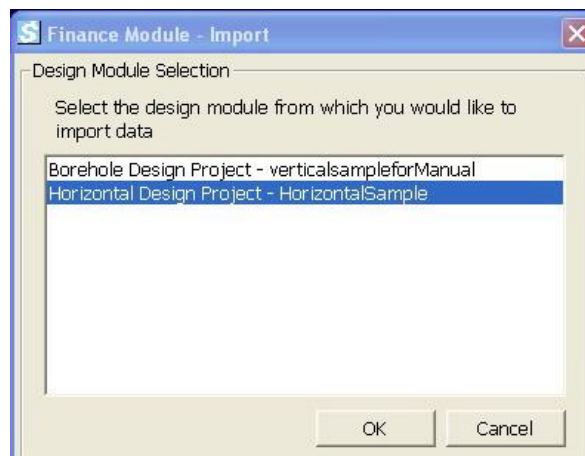 Finance Module - Import
Design Module Selection
Select the design module from which you would like to
import data
Borehole Design Project - verticalsampleforManual
Horizontal Design Project - HorizontalSample
OK Cancel